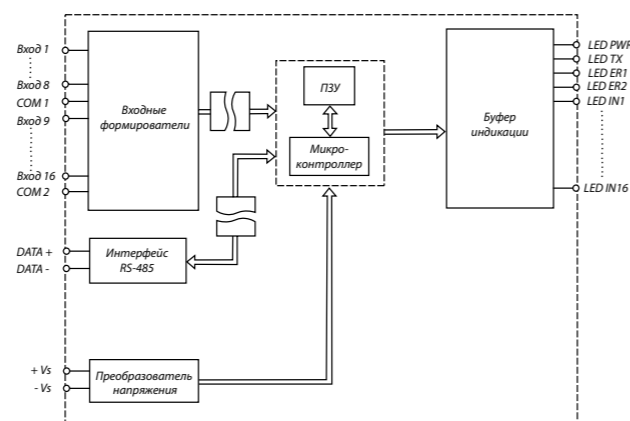 Вход 1
Вход 8
COM 1
Вход 9
Вход 16
COM 2
DATA +
DATA -
+ Vs
- Vs
Входные
формирователи
Интерфейс
RS-485
Преобразователь
напряжения
ПЗУ
Микро-
контроллер
Буфер
индикации
LED PWR
LED TX
LED ER1
LED ER2
LED IN1
LED IN16